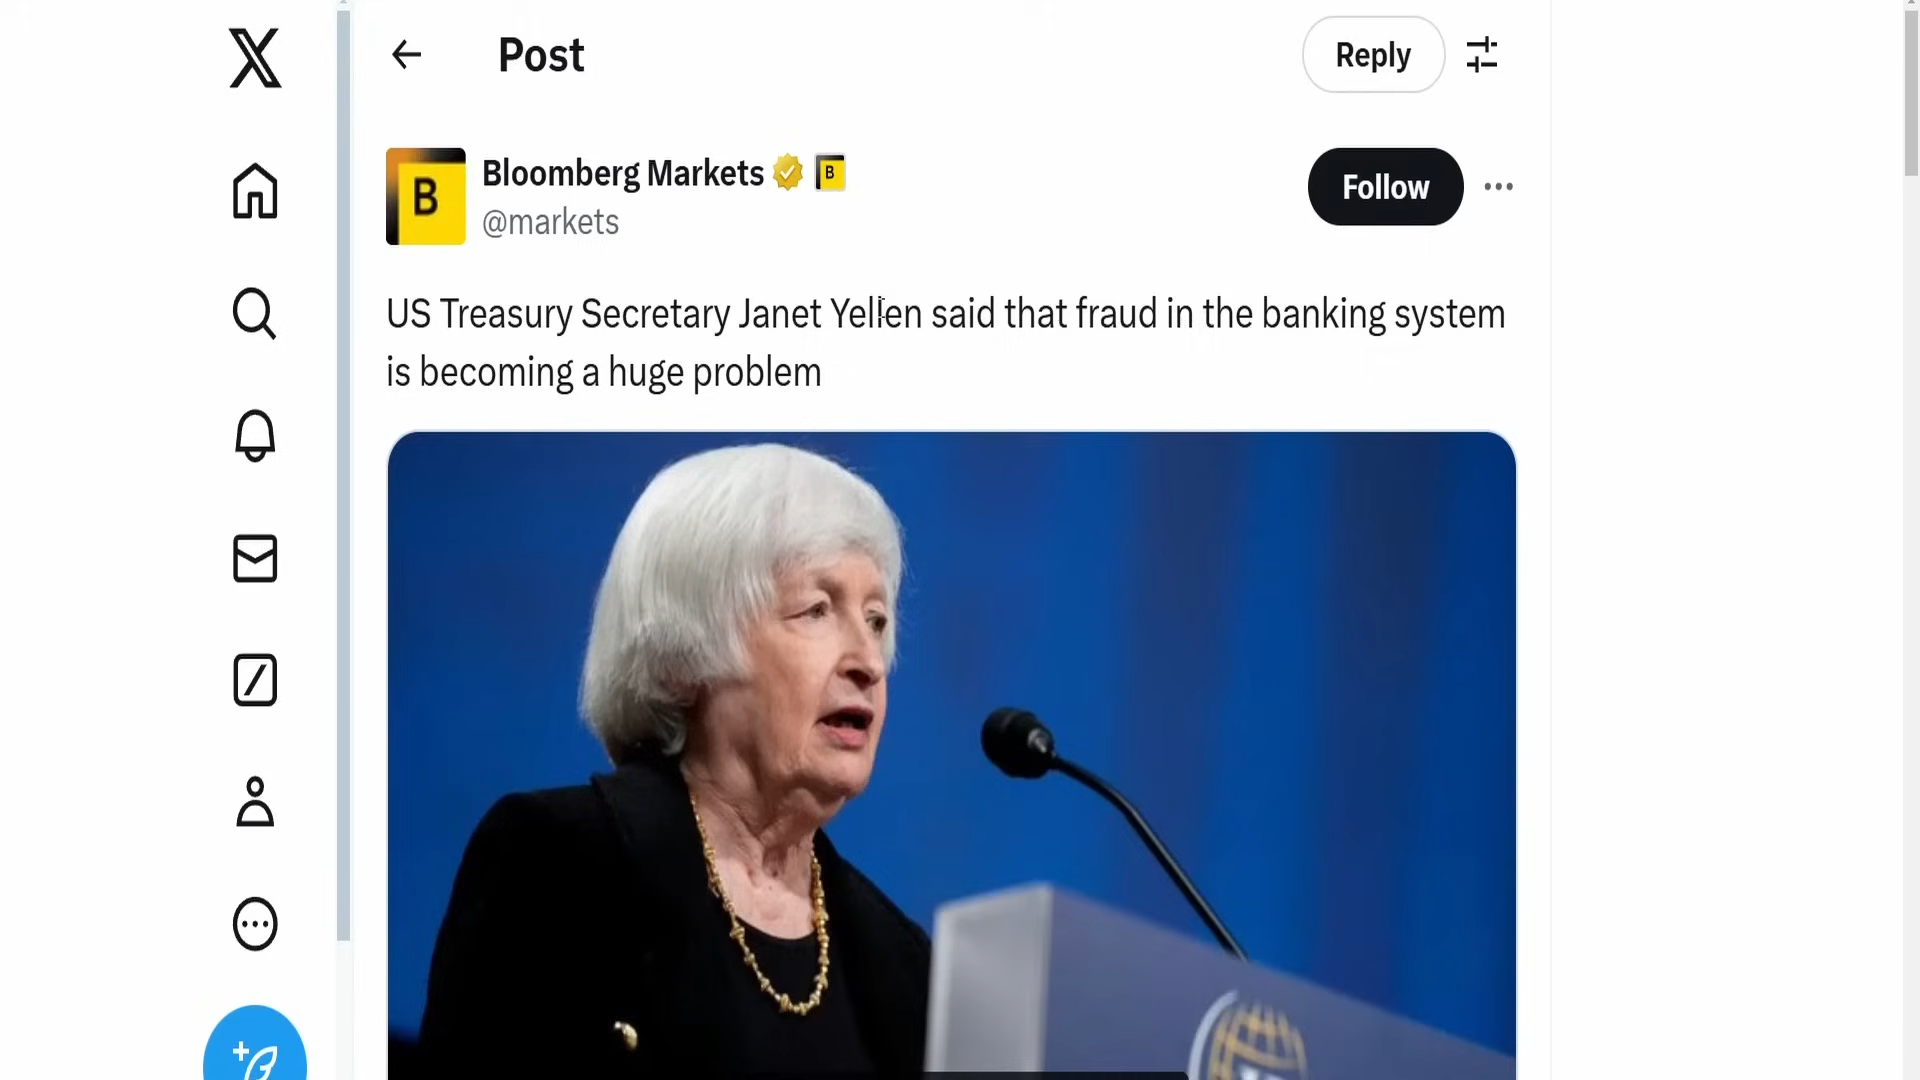 Post
Reply
B
Bloomberg Markets
B
@markets
Follow
US Treasury Secretary Janet Yellen said that fraud in the banking system
is becoming a huge problem